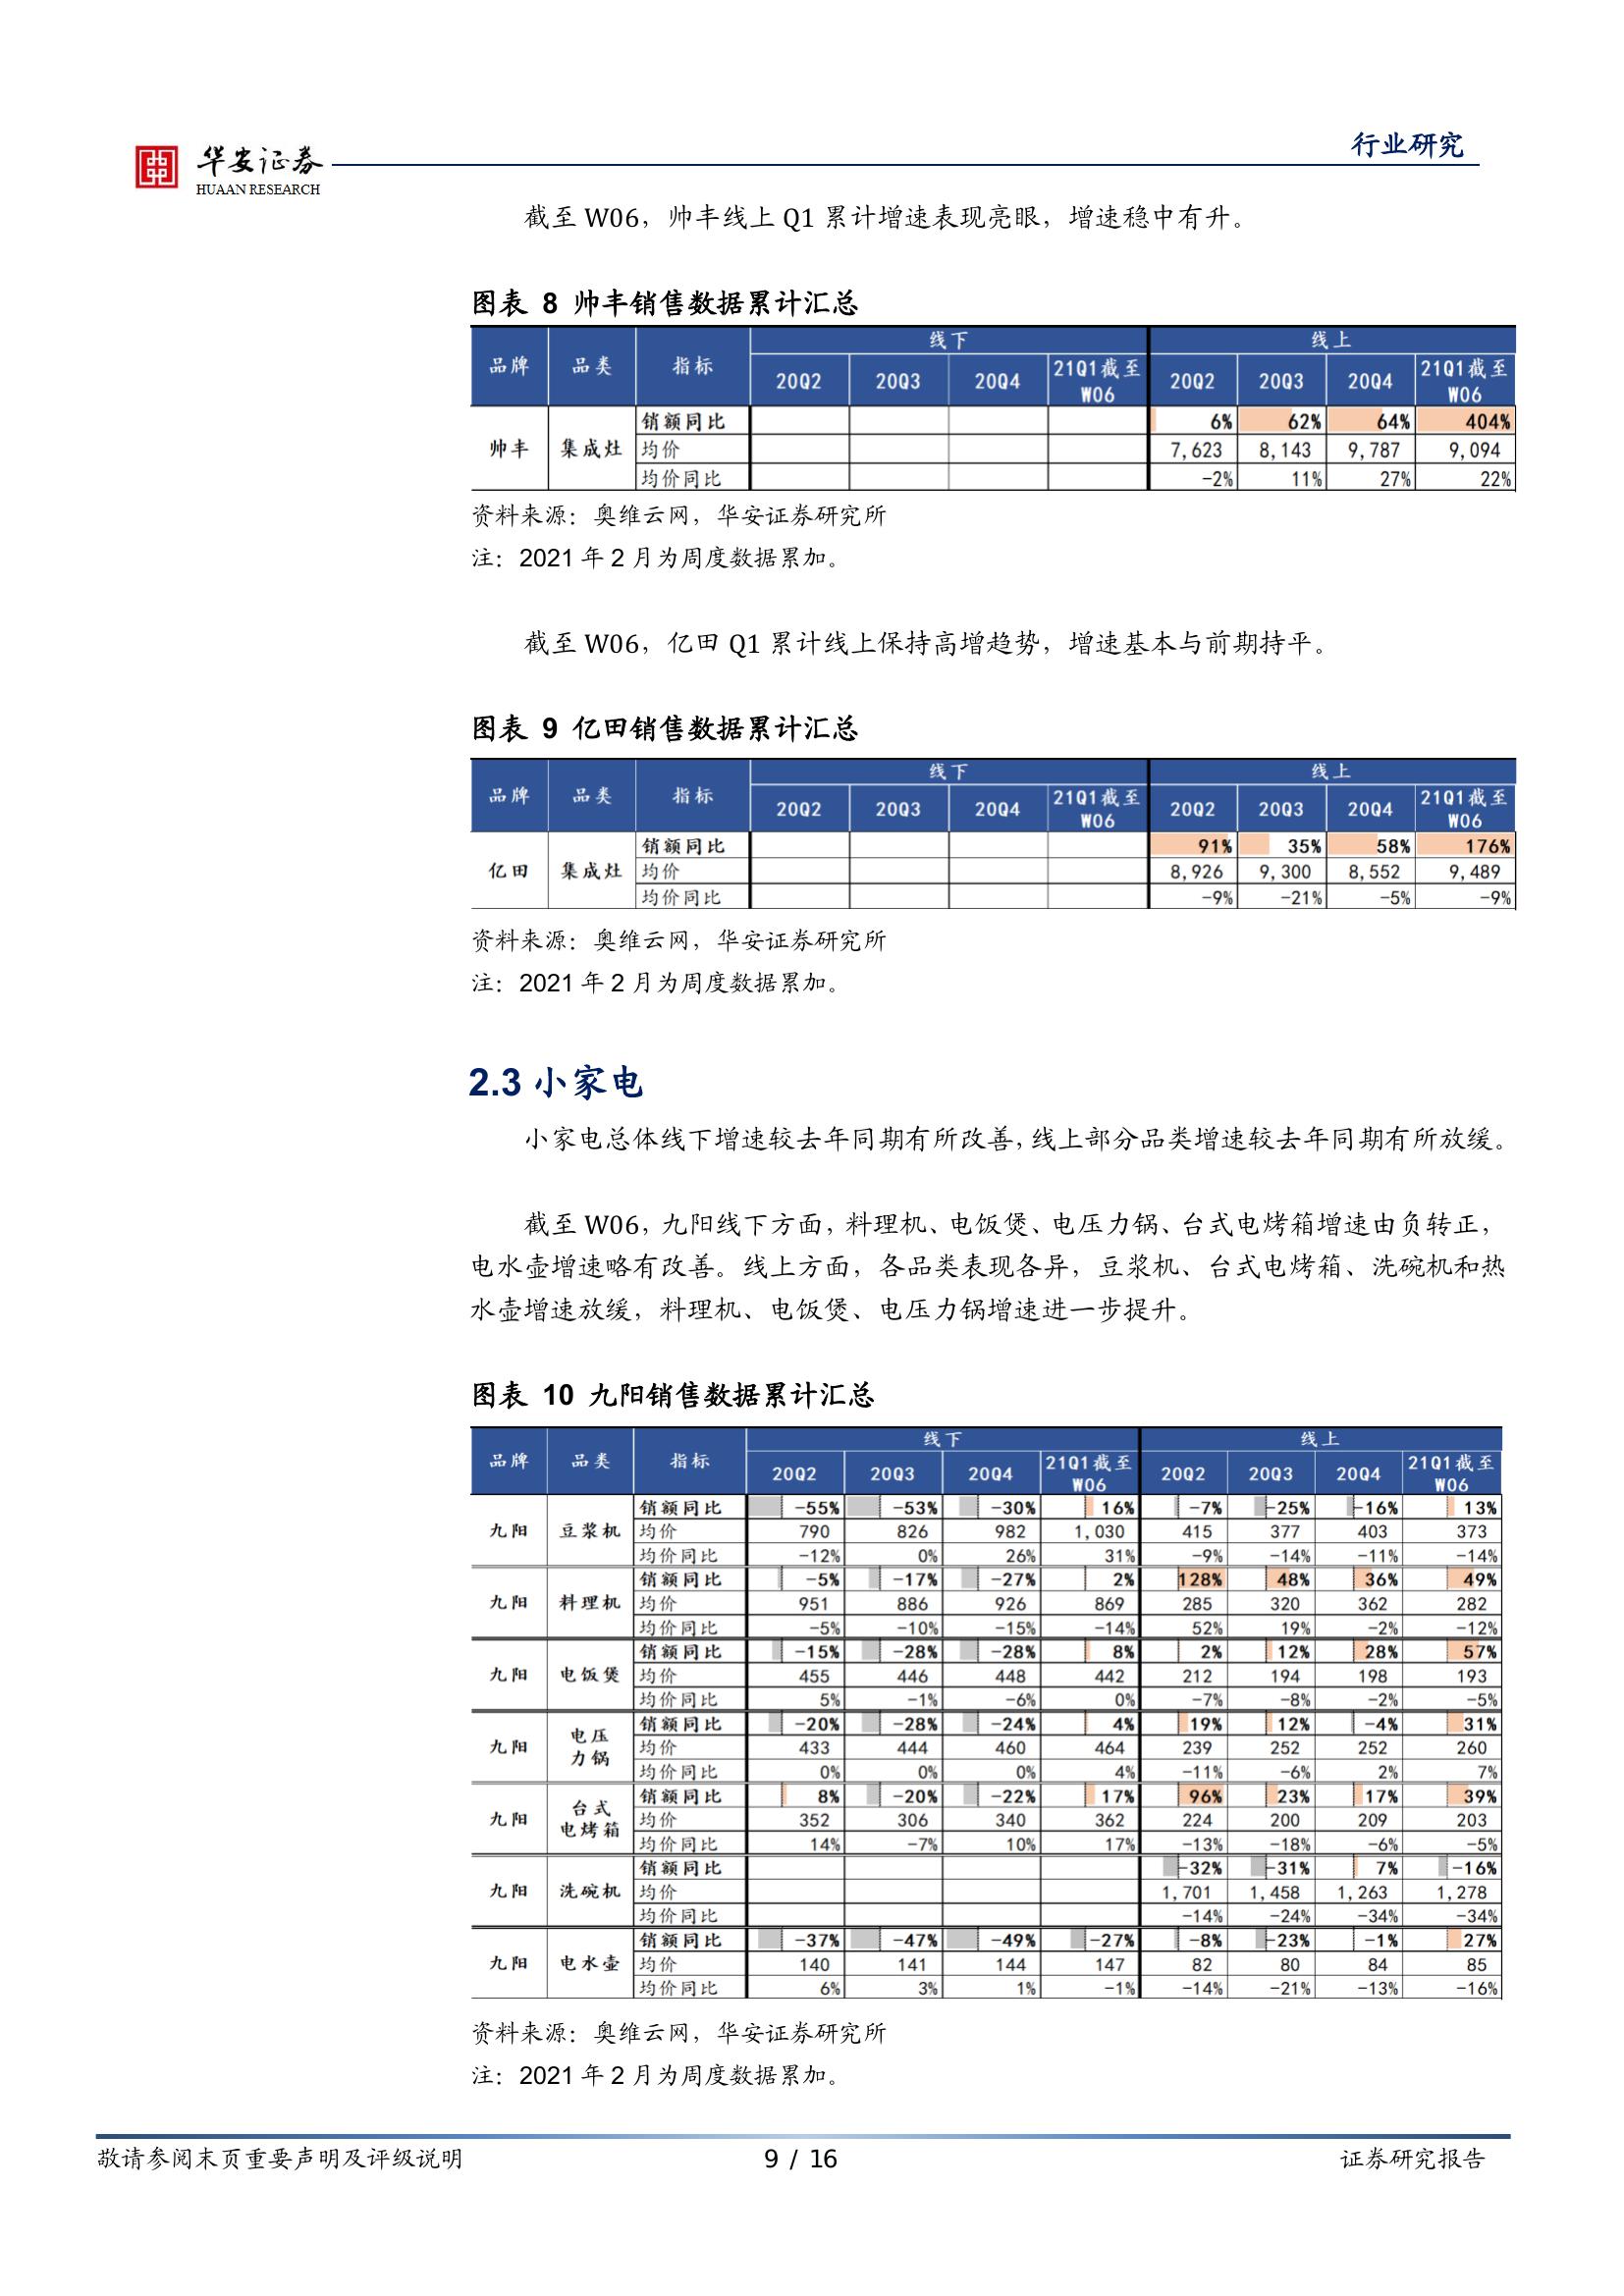 华安证券
HUAAN RESEARCH
行业研究
截至 W06，帅丰线上 Q1 累计增速表现亮眼，增速稳中有升。
图表 8 帅丰销售数据累计汇总
品牌 品类 指标 线下 线上
20Q2 20Q3 20Q4 21Q1截至W06 20Q2 20Q3 20Q4 21Q1截至W06
帅丰 集成灶 销额同比 6% 62% 64% 404%
均价 7,623 8,143 9,787 9,094
均价同比 -2% 11% 27% 22%
资料来源：奥维云网，华安证券研究所
注：2021 年 2 月为周度数据累加。
截至 W06，亿田 Q1 累计线上保持高增趋势，增速基本与前期持平。
图表 9 亿田销售数据累计汇总
品牌 品类 指标 线下 线上
20Q2 20Q3 20Q4 21Q1截至W06 20Q2 20Q3 20Q4 21Q1截至W06
亿田 集成灶 销额同比 91% 35% 58% 176%
均价 8,926 9,300 8,552 9,489
均价同比 -9% -21% -5% -9%
资料来源：奥维云网，华安证券研究所
注：2021 年 2 月为周度数据累加。
2.3 小家电
小家电总体线下增速较去年同期有所改善，线上部分品类增速较去年同期有所放缓。
截至 W06，九阳线下方面，料理机、电饭煲、电压力锅、台式电烤箱增速由负转正，
电水壶增速略有改善。线上方面，各品类表现各异，豆浆机、台式电烤箱、洗碗机和热
水壶增速放缓，料理机、电饭煲、电压力锅增速进一步提升。
图表 10 九阳销售数据累计汇总
品牌 品类 指标 线下 线上
20Q2 20Q3 20Q4 21Q1截至W06 20Q2 20Q3 20Q4 21Q1截至W06
九阳 豆浆机 销额同比 -55% -53% -30% 16% -7% -25% -16% 13%
均价 790 826 982 1,030 415 377 403 373
均价同比 -12% 0% 26% 31% -9% -14% -11% -14%
九阳 料理机 销额同比 -5% -17% -27% 2% 128% 48% 36% 49%
均价 951 886 926 869 285 320 362 282
均价同比 -5% -10% -15% -14% 52% 19% -2% -12%
九阳 电饭煲 销额同比 -15% -28% -28% 8% 2% 12% 28% 57%
均价 455 446 448 442 212 194 198 193
均价同比 5% -1% -6% 0% -7% -8% -2% -5%
九阳 电压力锅 销额同比 -20% -28% -24% 4% 19% 12% -4% 31%
均价 433 444 460 464 239 252 252 260
均价同比 0% 0% 0% 4% -11% -6% 2% 7%
九阳 台式电烤箱 销额同比 8% -20% -22% 17% 96% 23% 17% 39%
均价 352 306 340 362 224 200 209 203
均价同比 14% -7% 10% 17% -13% -18% -6% -5%
九阳 洗碗机 销额同比 -32% -31% 7% -16%
均价 1,701 1,458 1,263 1,278
均价同比 -14% -24% -34% -34%
九阳 电水壶 销额同比 -37% -47% -49% -27% -8% -23% -1% 27%
均价 140 141 144 147 82 80 84 85
均价同比 6% 3% 1% -1% -14% -21% -13% -16%
资料来源：奥维云网，华安证券研究所
注：2021 年 2 月为周度数据累加。
敬请参阅末页重要声明及评级说明 9 / 16 证券研究报告